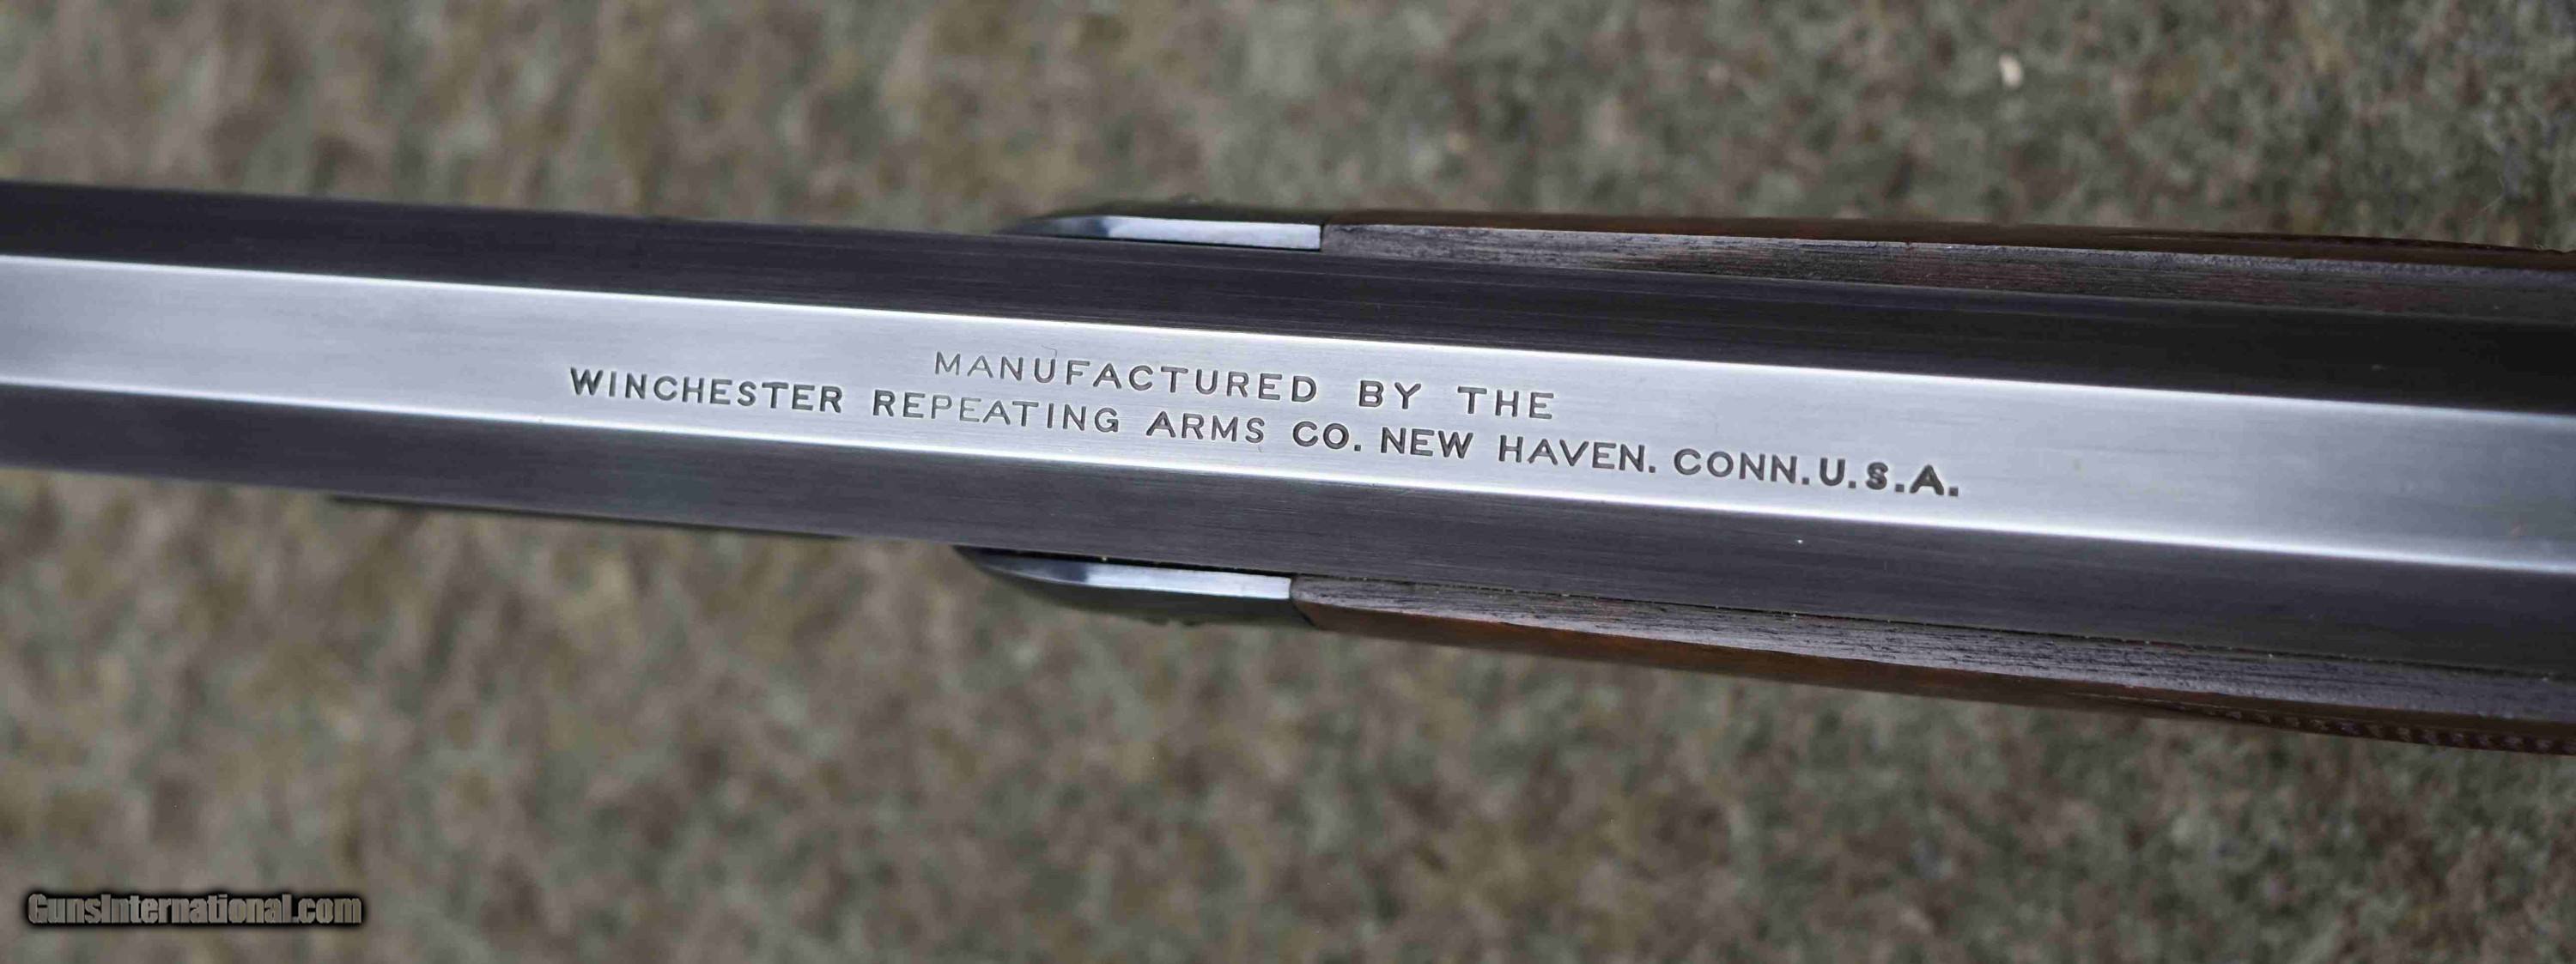 MANUFACTURED BY THE
WINCHESTER REPEATING ARMS CO. NEW HAVEN. CONN. U.S.A.
GunsInternational.com